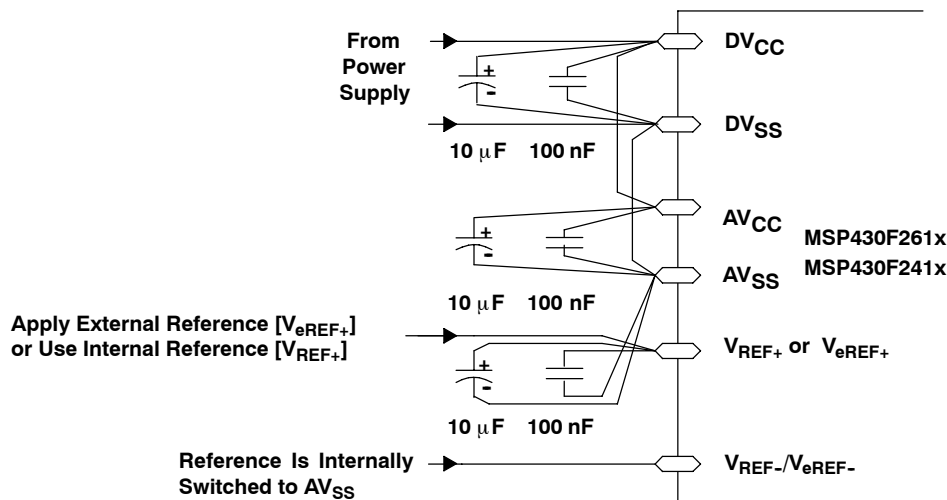 From
Power
Supply
DVCC
+
-
DVSS
10 μF 100 nF
AVCC
MSP430F261x
+
-
AVSS
MSP430F241x
10 μF 100 nF
Apply External Reference [VeREF+]
or Use Internal Reference [VREF+]
VREF+ or VeREF+
+
-
10 μF 100 nF
Reference Is Internally
Switched to AVSS
VREF-/VeREF-